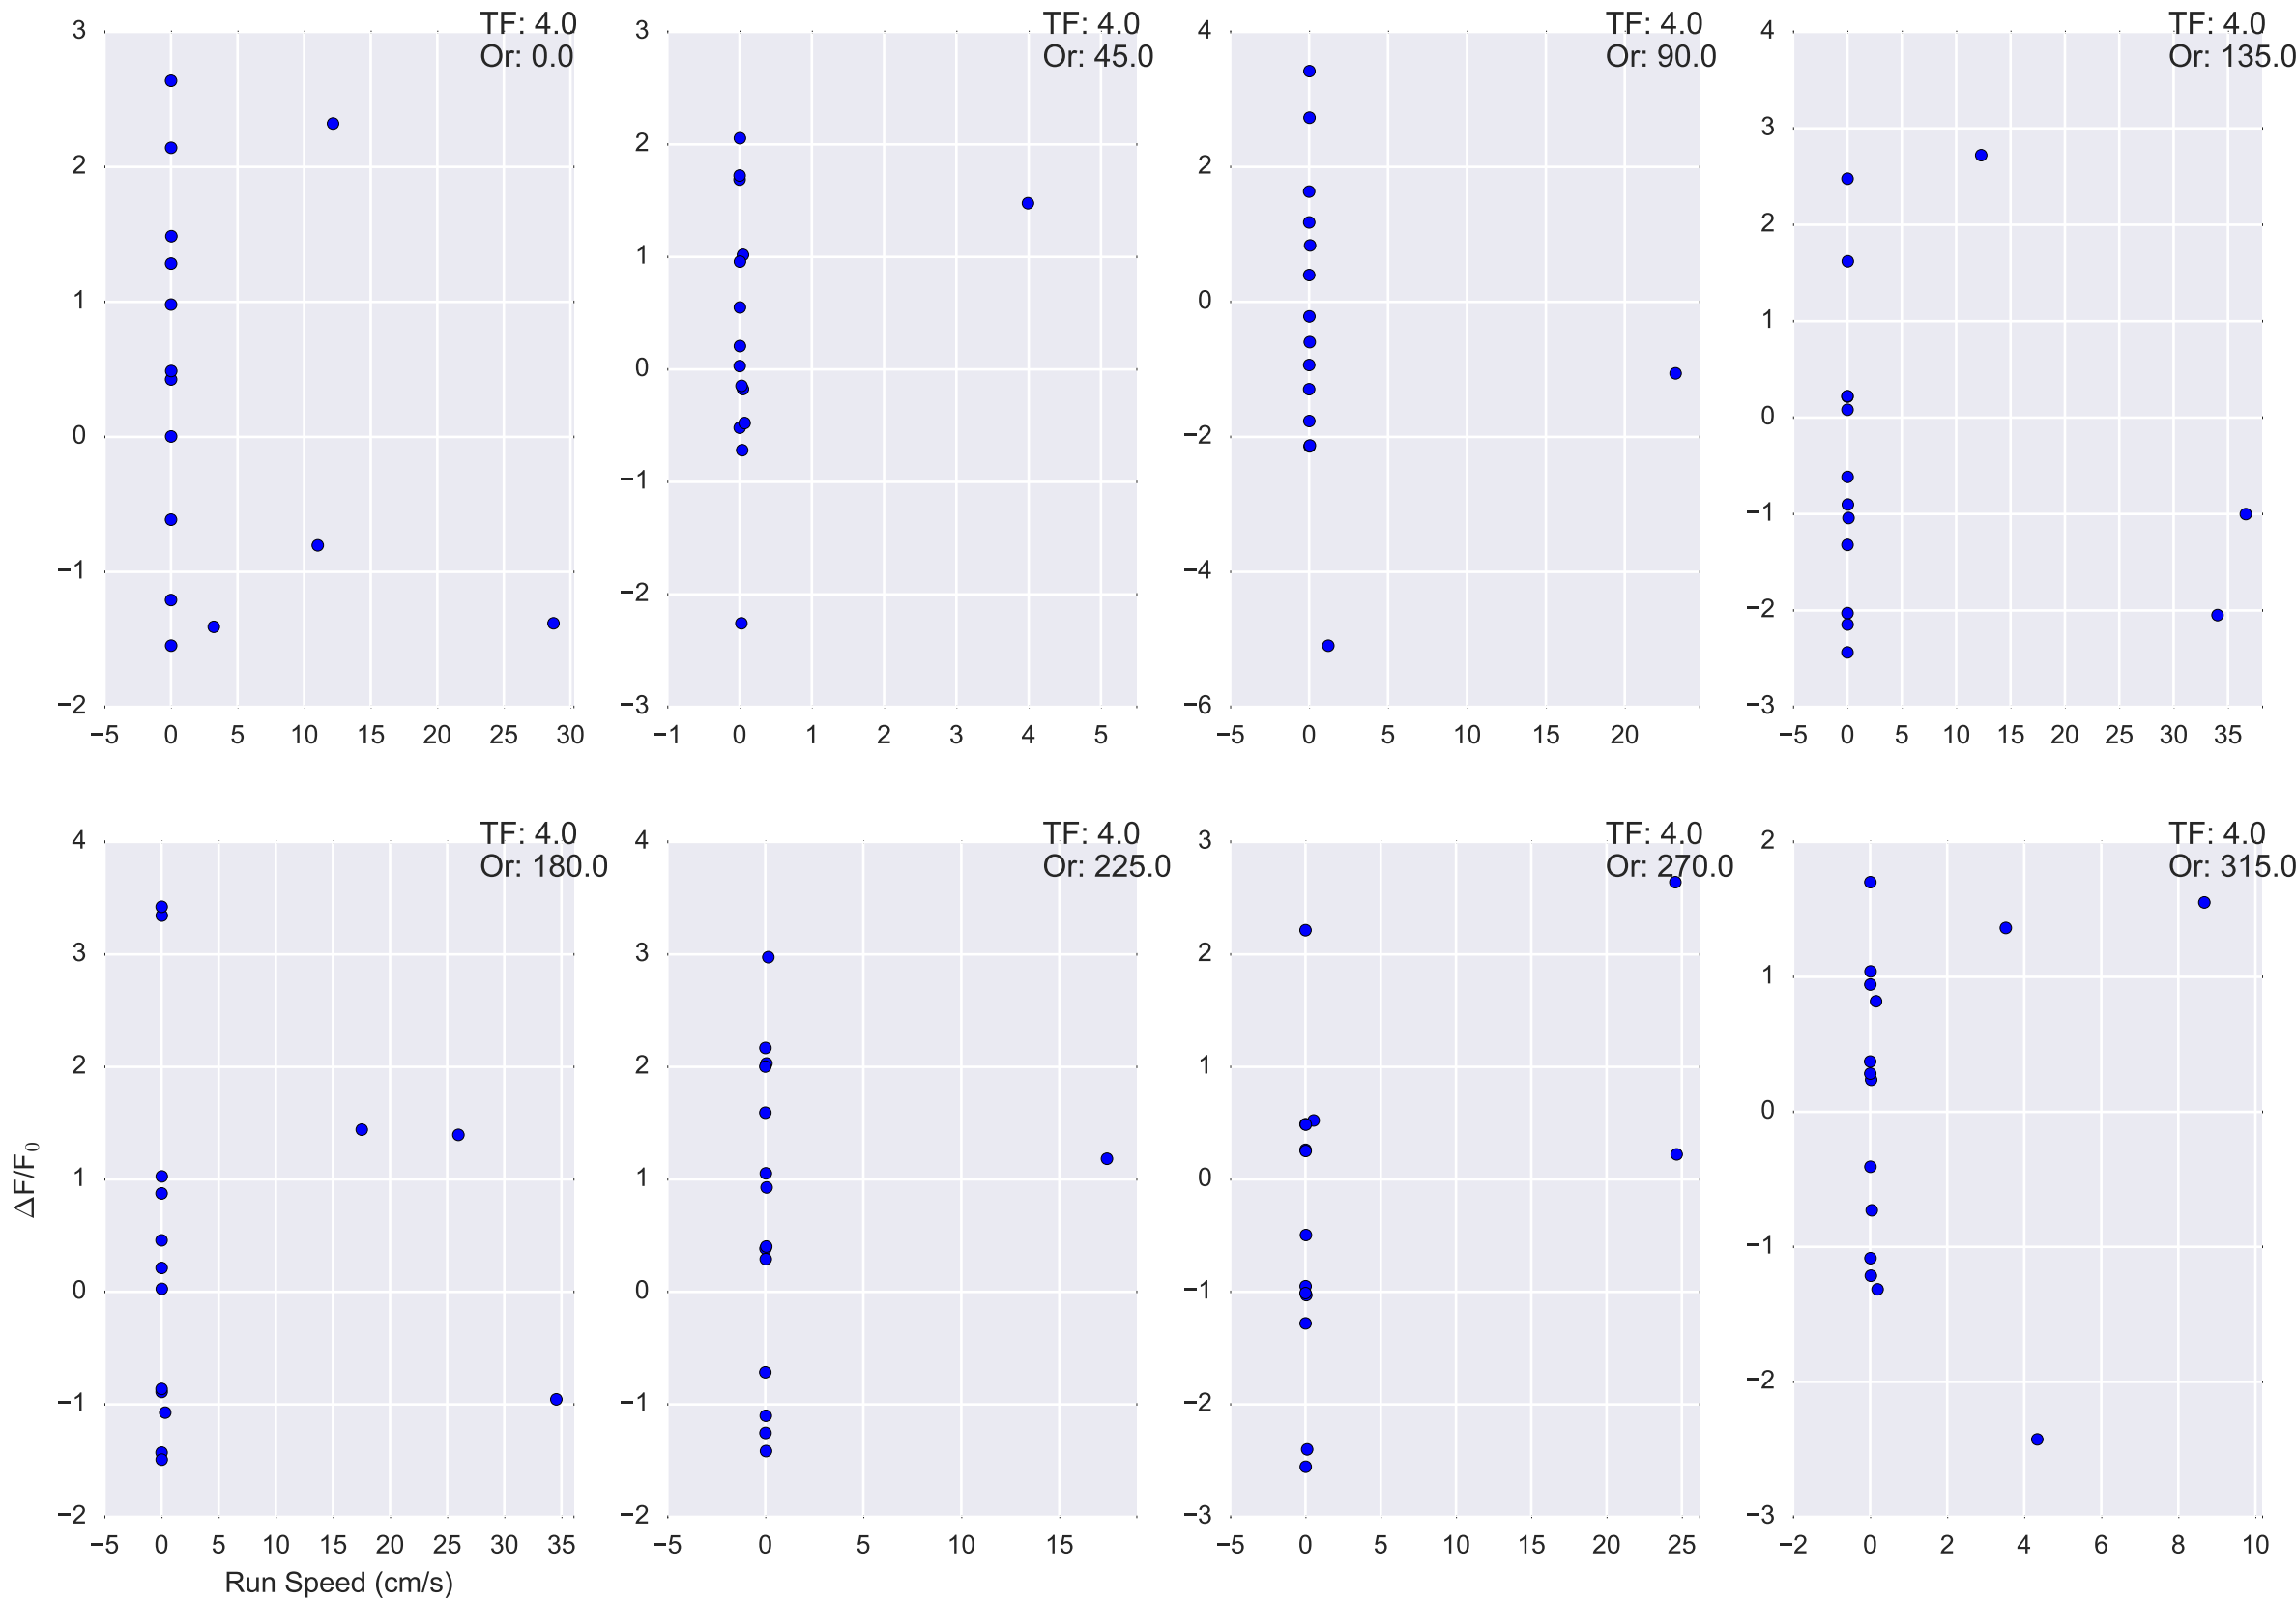 TF: 4.0
Or: 0.0
3
2
1
0
−1
−2
−5 0 5 10 15 20 25 30
TF: 4.0
Or: 45.0
3
2
1
0
−1
−2
−3
−1 0 1 2 3 4 5
TF: 4.0
Or: 90.0
4
2
0
−2
−4
−6
−5 0 5 10 15 20
TF: 4.0
Or: 135.0
4
3
2
1
0
−1
−2
−3
−5 0 5 10 15 20 25 30 35
TF: 4.0
Or: 180.0
4
3
2
1
0
−1
−2
−5 0 5 10 15 20 25 30 35
Run Speed (cm/s)
ΔF/F₀
TF: 4.0
Or: 225.0
4
3
2
1
0
−1
−2
−5 0 5 10 15
TF: 4.0
Or: 270.0
3
2
1
0
−1
−2
−3
−5 0 5 10 15 20 25
TF: 4.0
Or: 315.0
2
1
0
−1
−2
−3
−2 0 2 4 6 8 10